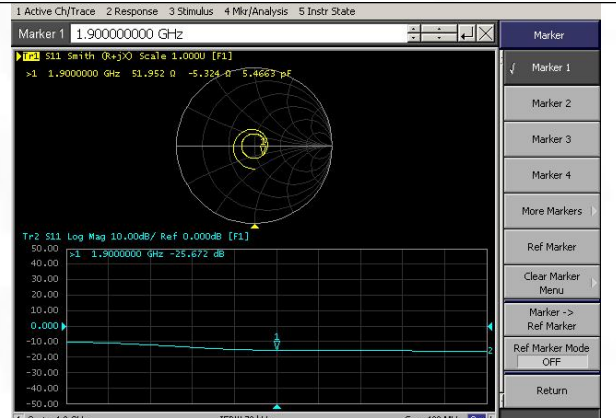 1 Active Ch/Trace 2 Response 3 Stimulus 4 Mkr/Analysis 5 Instr State
Marker 1 1.900000000 GHz
Marker
Tr1 S11 Smith (R+jX) Scale 1.000U [F1]
>1 1.9000000 GHz 51.952 Ω -5.324 Ω 5.4663 pF
√ Marker 1
Marker 2
Marker 3
Marker 4
More Markers
Ref Marker
Clear Marker
Menu
Marker ->
Ref Marker
Ref Marker Mode
OFF
Return
Tr2 S11 Log Mag 10.00dB/ Ref 0.000dB [F1]
50.00
>1 1.9000000 GHz -25.672 dB
40.00
30.00
20.00
10.00
0.000
1
-10.00
-20.00
2
-30.00
-40.00
-50.00